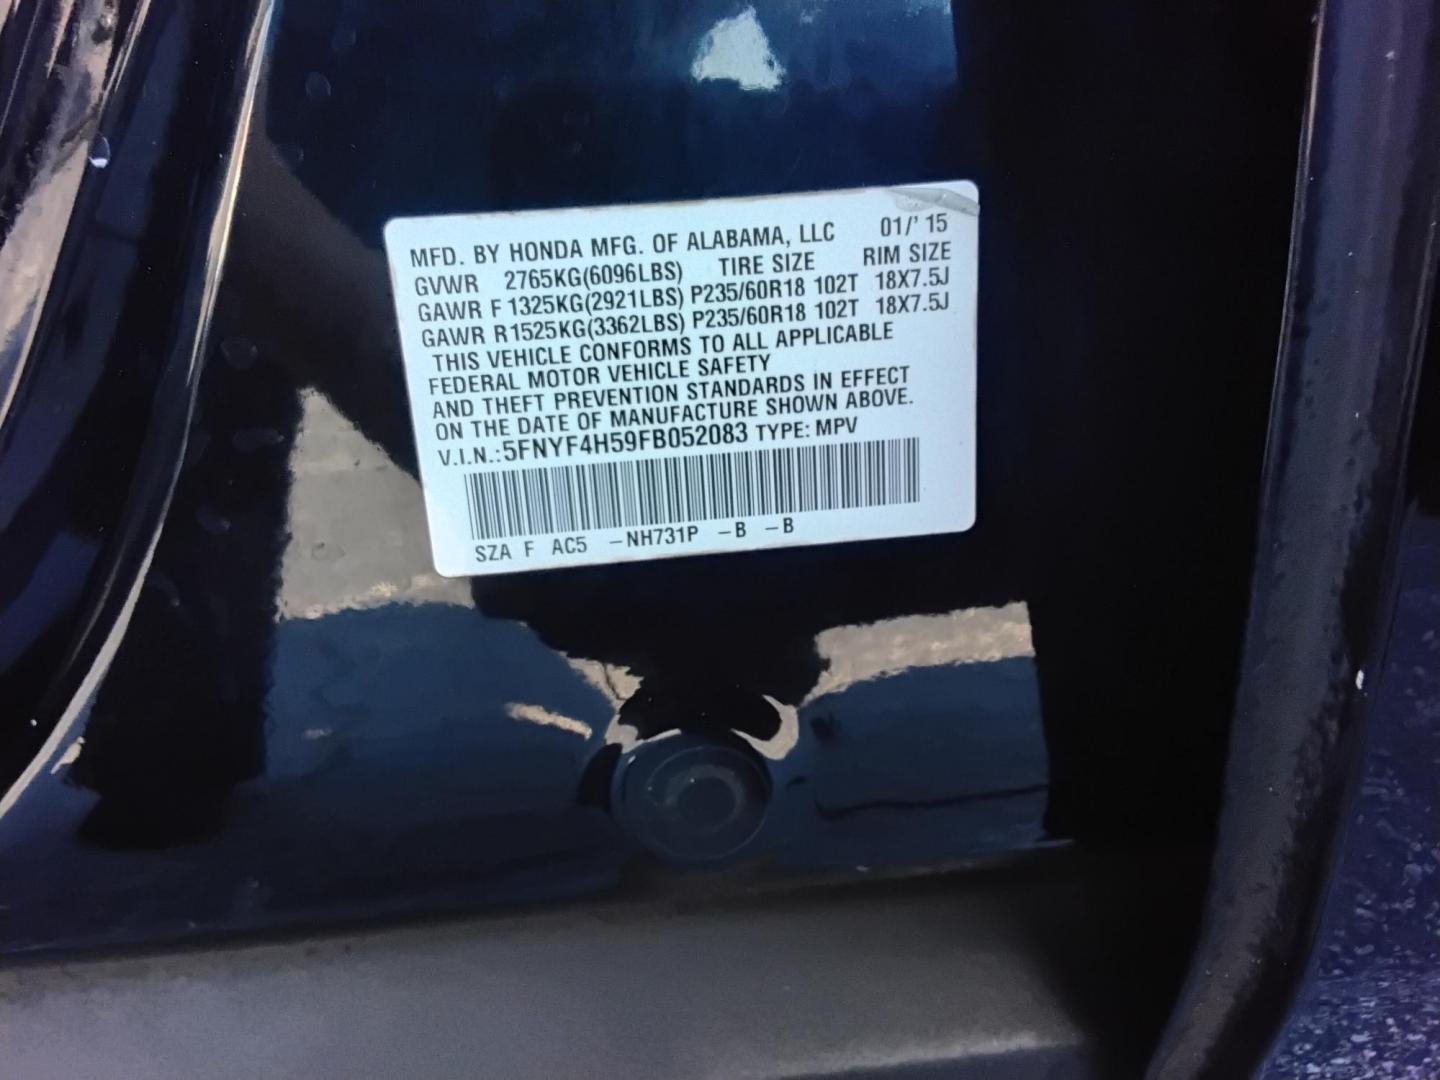 MFD. BY HONDA MFG. OF ALABAMA, LLC 01/' 15
GVWR 2765KG(6096LBS) TIRE SIZE RIM SIZE
GAWR F 1325KG(2921LBS) P235/60R18 102T 18X7.5J
GAWR R1525KG(3362LBS) P235/60R18 102T 18X7.5J
THIS VEHICLE CONFORMS TO ALL APPLICABLE
FEDERAL MOTOR VEHICLE SAFETY
AND THEFT PREVENTION STANDARDS IN EFFECT
ON THE DATE OF MANUFACTURE SHOWN ABOVE.
V.I.N.:5FNYF4H59FB052083 TYPE: MPV
SZA F AC5 –NH731P –B –B